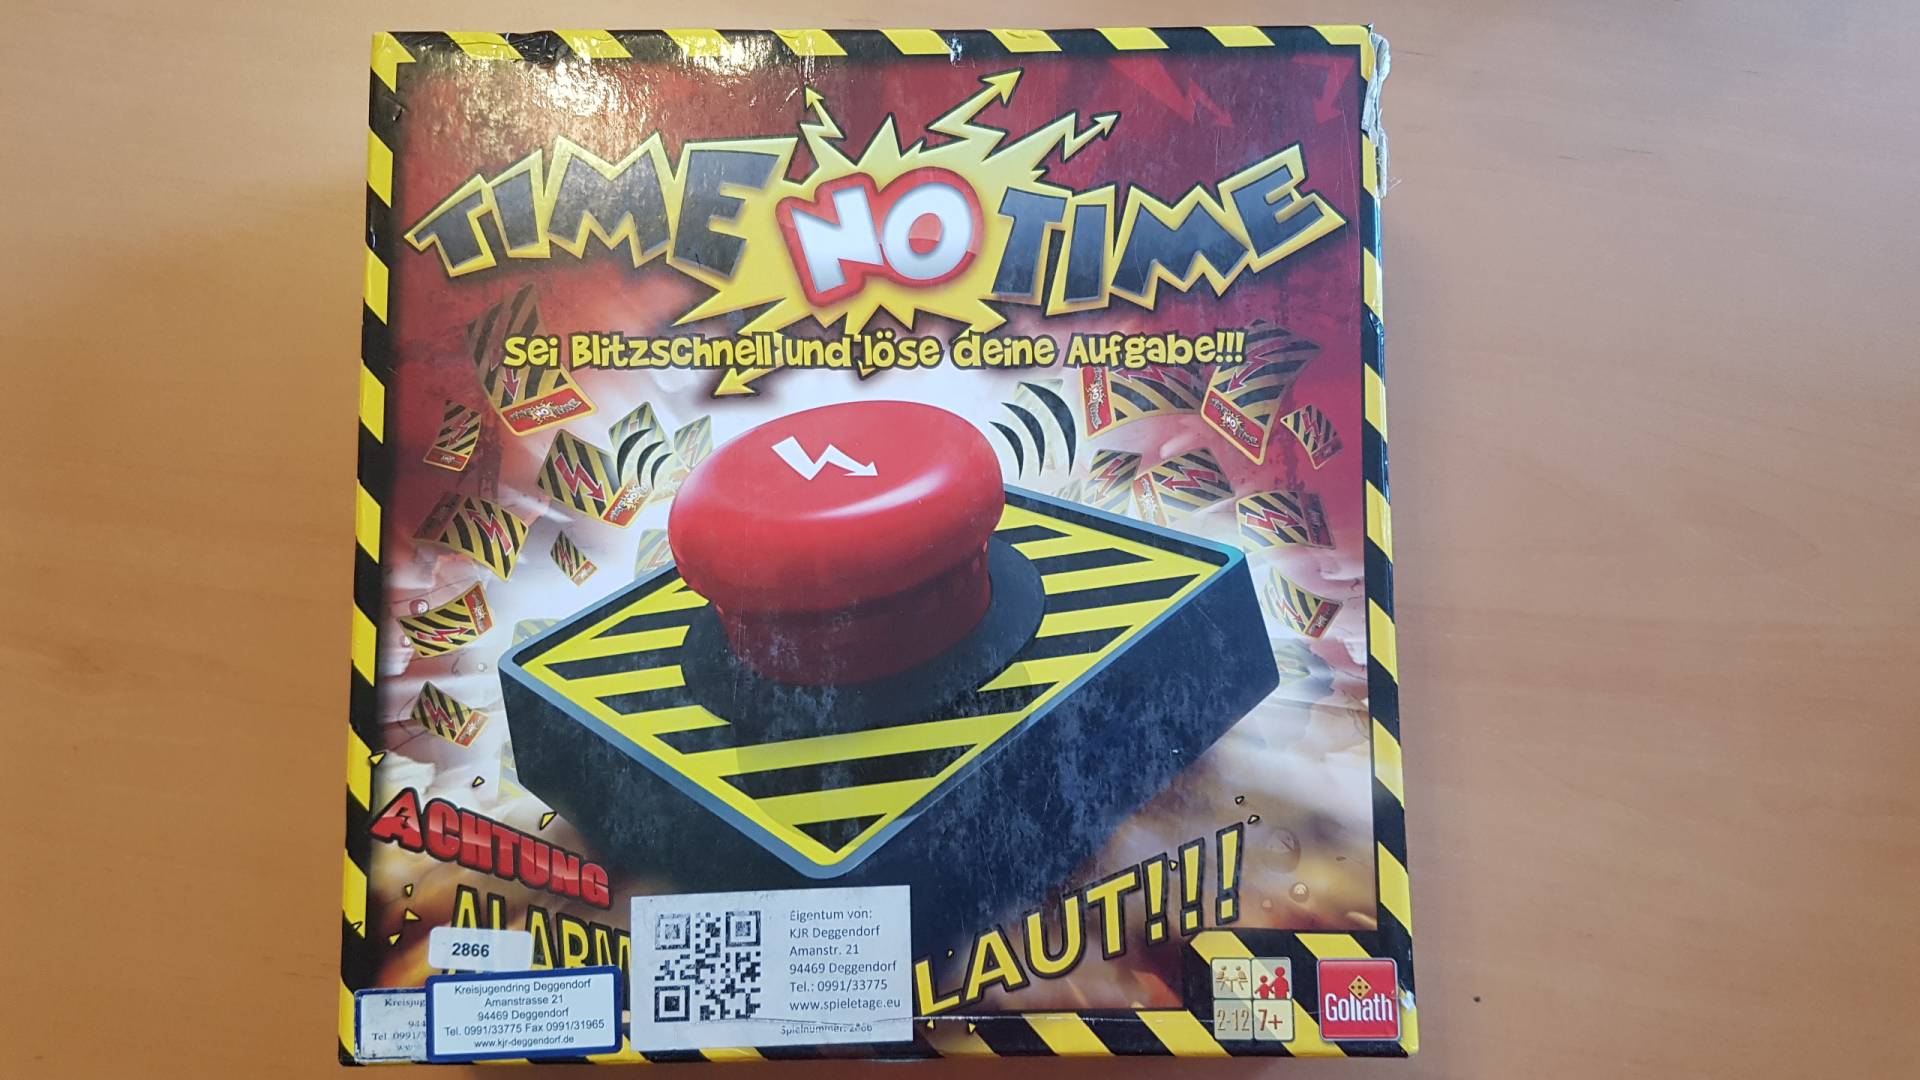 TIME NO TIME
Sei Blitzschnell und löse deine Aufgabe!!!
ACHTUNG
ALARM
LAUT!!!
2866
Kreisjugendring Deggendorf
Amanstrasse 21
94469 Deggendorf
Tel. 0991/33775 Fax 0991/31965
www.kjr-deggendorf.de
Eigentum von:
KJR Deggendorf
Amanstr. 21
94469 Deggendorf
Tel.: 0991/33775
www.spieletage.eu
Spielnummer: 2866
2-12 7+
Goliath